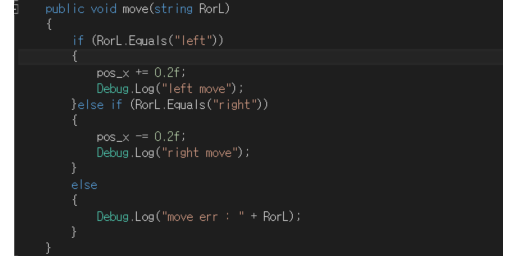 public void move(string RorL)
{
if (RorL.Equals("left"))
{
pos_x += 0.2f;
Debug.Log("left move");
}else if (RorL.Equals("right"))
{
pos_x -= 0.2f;
Debug.Log("right move");
}
else
{
Debug.Log("move err : " + RorL);
}
}